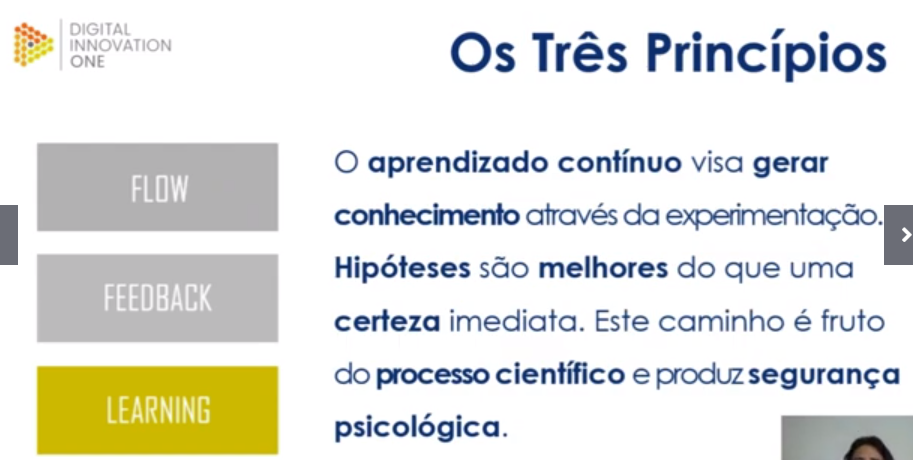 DIGITAL
INNOVATION
ONE
Os Três Princípios
FLOW
FEEDBACK
LEARNING
O aprendizado contínuo visa gerar
conhecimento através da experimentação.
Hipóteses são melhores do que uma
certeza imediata. Este caminho é fruto
do processo científico e produz segurança
psicológica.